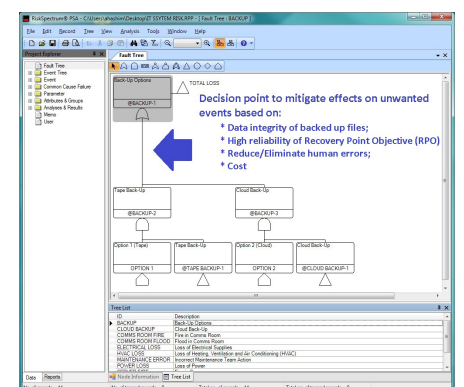 RiskSpectrum® PSA - C:\Users\ahashim\Desktop\IT SSYTEM RISK.RPP - [ Fault Tree : BACKUP ]
File Edit Record Tree View Analysis Tools Window Help
Project Explorer
Fault Tree
Event Tree
Event
Common Cause Failure
Parameter
Attributes & Groups
Analyses & Results
Memo
User
Data Reports
Fault Tree
Back-Up Options
@BACKUP-1
TOTAL LOSS
Decision point to mitigate effects on unwanted
events based on:
* Data integrity of backed up files;
* High reliability of Recovery Point Objective (RPO)
* Reduce/Eliminate human errors;
* Cost
Tape Back-Up
@BACKUP-2
Cloud Back-Up
@BACKUP-3
Option 1 (Tape)
OPTION 1
Tape Back-Up
@TAPE BACKUP-1
Option 2 (Cloud)
OPTION 2
Cloud Back-Up
@CLOUD BACKUP-1
Tree List
ID Description
BACKUP Back-Up Options
CLOUD BACKUP Cloud Back-Up
COMMS ROOM FIRE Fire in Comms Room
COMMS ROOM FLOOD Flood in Comms Room
ELECTRICAL LOSS Loss of Electrical Supplies
HVAC LOSS Loss of Heating, Ventilation and Air Conditioning (HVAC)
MAINTENANCE ERROR Incorrect Maintenance Team Action
POWER LOSS Loss of Power
Node Information Tree List